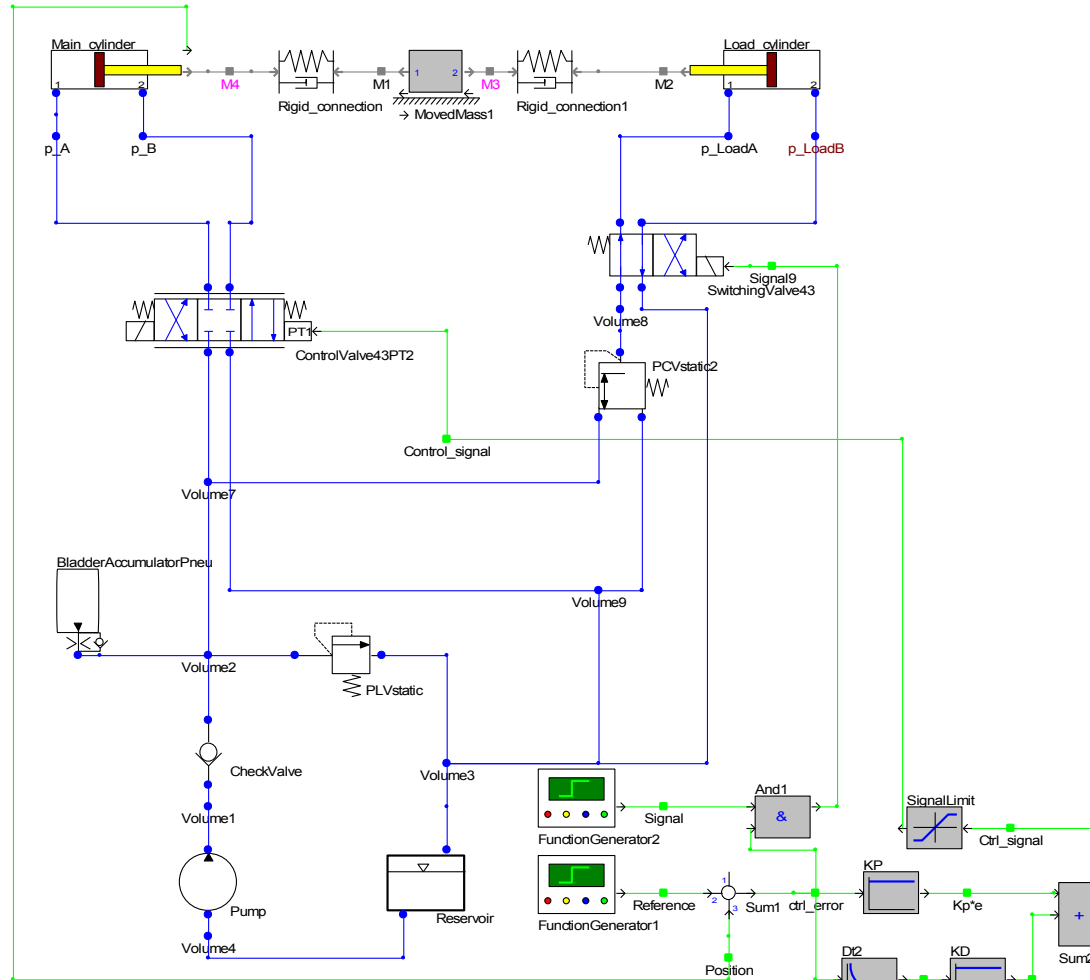 Main_cylinder
Load_cylinder
1
2
M4
Rigid_connection
M1
1
2
MovedMass1
M3
Rigid_connection1
M2
1
2
p_A
p_B
p_LoadA
p_LoadB
Signal9
SwitchingValve43
Volume8
PT1
ControlValve43PT2
PCVstatic2
Control_signal
Volume7
BladderAccumulatorPneu
Volume9
Volume2
PLVstatic
CheckValve
Volume3
And1
&
SignalLimit
Volume1
Signal
FunctionGenerator2
Ctrl_signal
KP
Pump
Reservoir
1
2
3
Reference
Sum1
ctrl_error
Kp*e
+
FunctionGenerator1
Volume4
Dt2
KD
Position